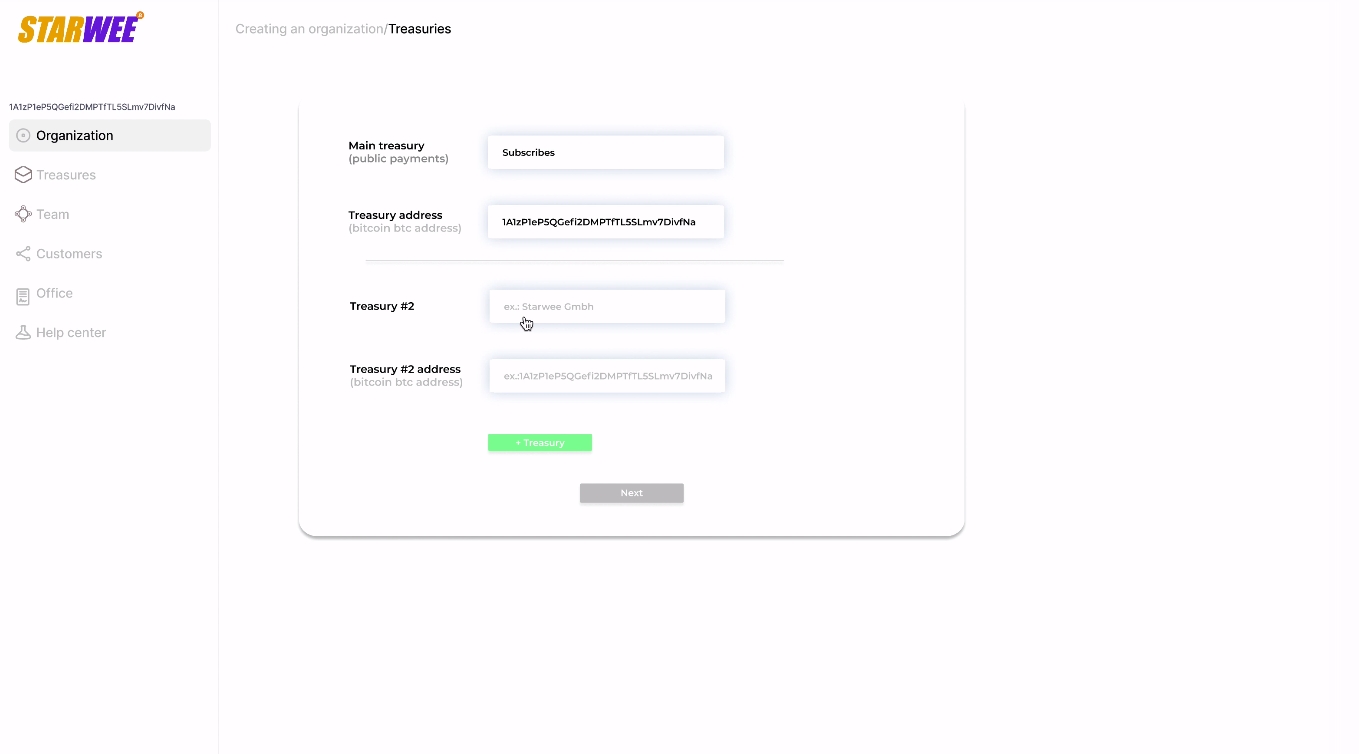 STARWEE
Creating an organization/Treasuries
1A1zP1eP5QGefi2DMPTfTL5SLmv7DivfNa
Organization
Treasures
Team
Customers
Office
Help center
Main treasury
(public payments)
Subscribes
Treasury address
(bitcoin btc address)
1A1zP1eP5QGefi2DMPTfTL5SLmv7DivfNa
Treasury #2
ex.: Starwee Gmbh
Treasury #2 address
(bitcoin btc address)
ex.:1A1zP1eP5QGefi2DMPTfTL5SLmv7DivfNa
+ Treasury
Next